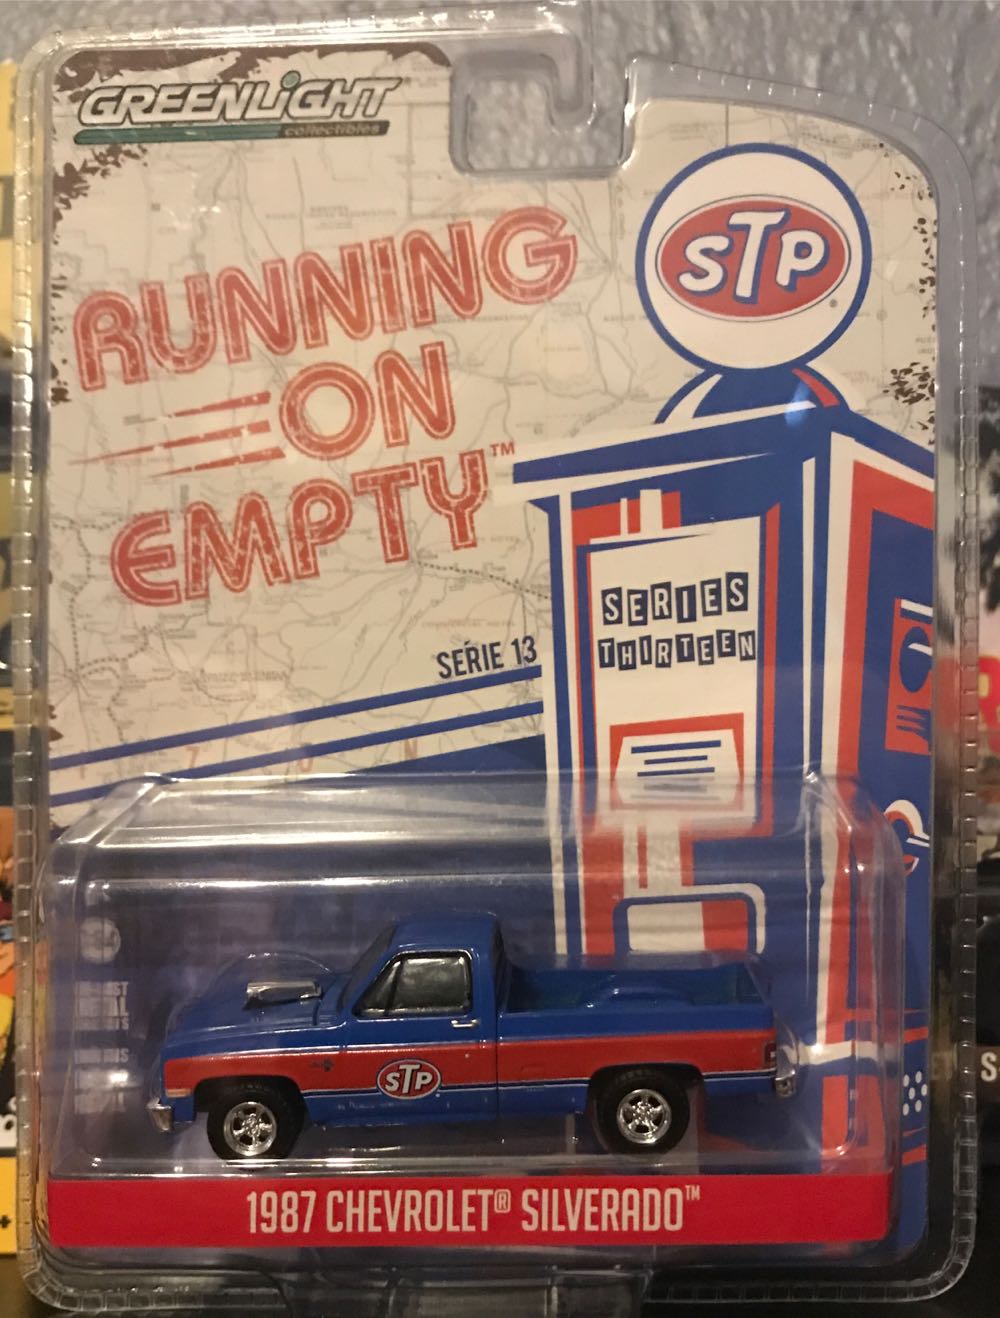 GREENLiGHT
collectibles
STP
RUNNING
ON
EMPTY™
SERIES
THIRTEEN
SÉRIE 13
STP
1987 CHEVROLET® SILVERADO™